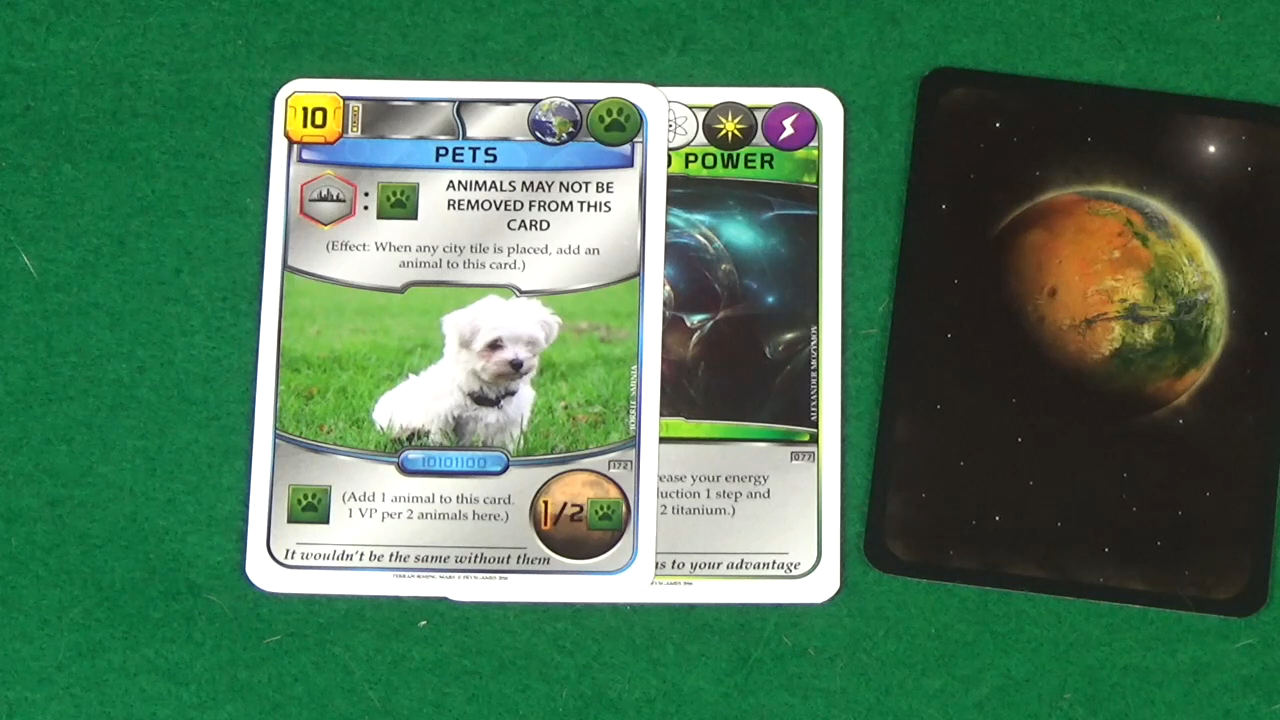 10
PETS
ANIMALS MAY NOT BE
REMOVED FROM THIS
CARD
(Effect: When any city tile is placed, add an
animal to this card.)
10101100
172
(Add 1 animal to this card.
1 VP per 2 animals here.)
1/2
It wouldn't be the same without them
POWER
ALEXANDER MOZYMOV
077
ease your energy
uction 1 step and
2 titanium.)
s to your advantage